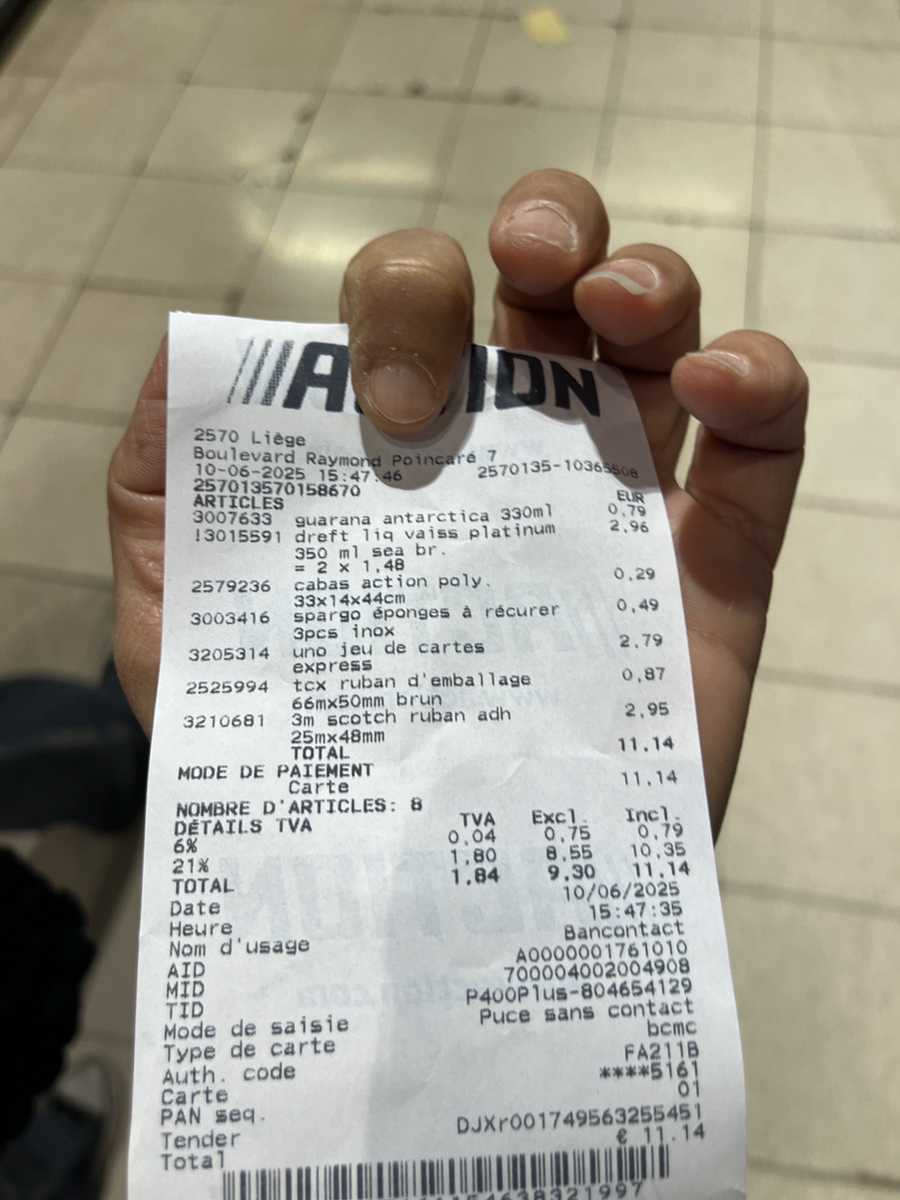 2570 Liège
Boulevard Raymond Poincaré 7
10-06-2025 15:47:46 2570135-10365508
257013570158670
ARTICLES EUR
3007633 guarana antarctica 330ml 0,79
!3015591 dreft liq vaiss platinum 2,96
350 ml sea br.
= 2 x 1,48
2579236 cabas action poly. 0,29
33x14x44cm
3003416 spargo éponges à récurer 0,49
3pcs inox
3205314 uno jeu de cartes 2,79
express
2525994 tcx ruban d'emballage 0,87
66mx50mm brun
3210681 3m scotch ruban adh 2,95
25mx48mm
TOTAL 11,14
MODE DE PAIEMENT
Carte 11,14
NOMBRE D'ARTICLES: 8
DÉTAILS TVA TVA Excl. Incl.
6% 0,04 0,75 0,79
21% 1,80 8,55 10,35
TOTAL 1,84 9,30 11,14
Date 10/06/2025
Heure 15:47:35
Nom d'usage Bancontact
AID A0000001761010
MID 700004002004908
TID P400Plus-804654129
Mode de saisie Puce sans contact
Type de carte bcmc
Auth. code FA211B
Carte ****5161
PAN seq. 01
Tender DJXr001749563255451
Total € 11.14